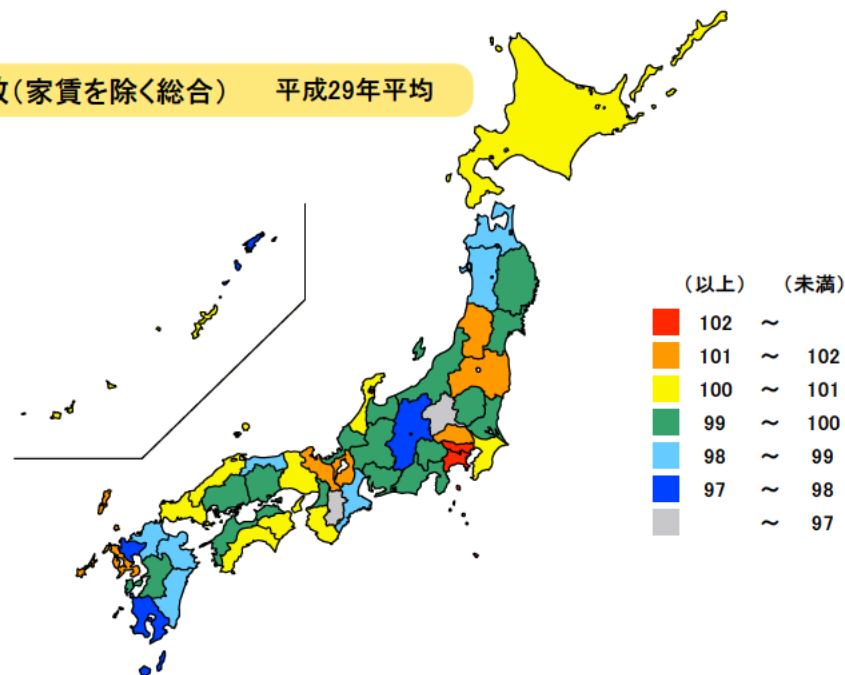 数(家賃を除く総合)　平成29年平均
(以上)　(未満)
102 ～
101 ～ 102
100 ～ 101
99 ～ 100
98 ～ 99
97 ～ 98
～ 97